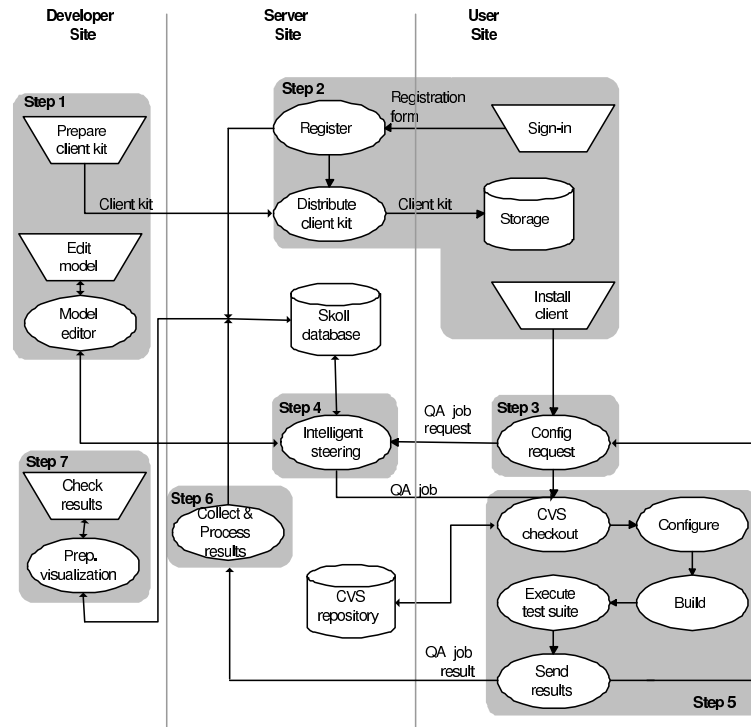 Developer
Site
Server
Site
User
Site
Step 1
Prepare
client kit
Client kit
Edit
model
Model
editor
Step 2
Registration
form
Register
Sign-in
Distribute
client kit
Client kit
Storage
Install
client
Skoll
database
Step 4
Intelligent
steering
QA job
request
Step 3
Config
request
QA job
Step 7
Check
results
Prep.
visualization
Step 6
Collect &
Process
results
CVS
checkout
Configure
CVS
repository
Execute
test suite
Build
QA job
result
Send
results
Step 5